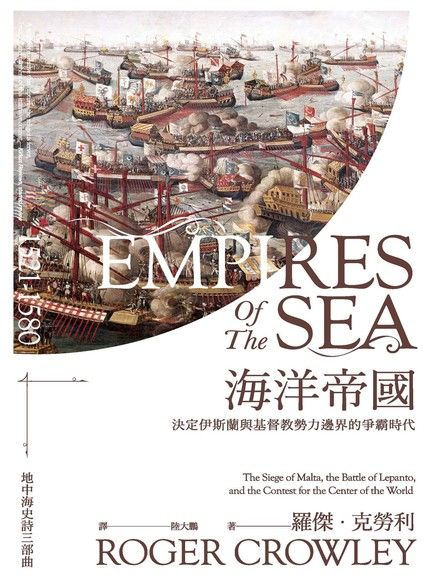 1521-1580
EMPIRES
Of
The SEA
海洋帝國
決定伊斯蘭與基督教勢力邊界的爭霸時代
The Siege of Malta, the Battle of Lepanto,
and the Contest for the Center of the World
地中海史詩三部曲
譯 陸大鵬 著 羅傑·克勞利
ROGER CROWLEY